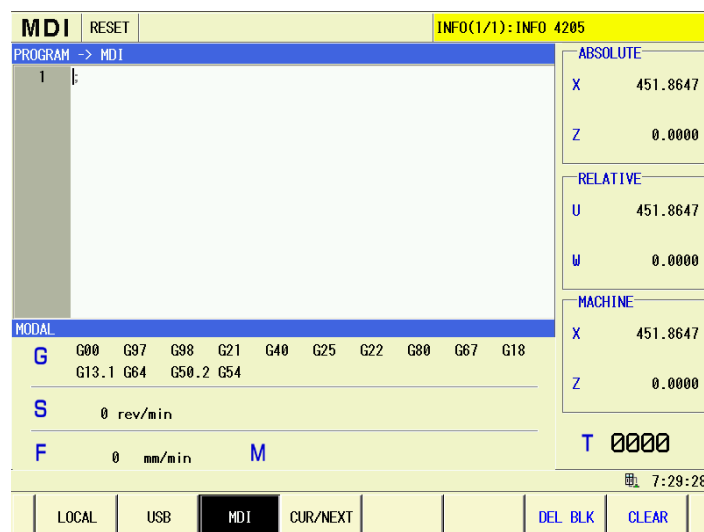 MDI RESET INFO(1/1):INFO 4205
PROGRAM -> MDI
1 ;
ABSOLUTE
X 451.8647
Z 0.0000
RELATIVE
U 451.8647
W 0.0000
MACHINE
X 451.8647
Z 0.0000
MODAL
G G00 G97 G98 G21 G40 G25 G22 G80 G67 G18
G13.1 G64 G50.2 G54
S 0 rev/min
F 0 mm/min M
T 0000
7:29:28
LOCAL USB MDI CUR/NEXT DEL BLK CLEAR